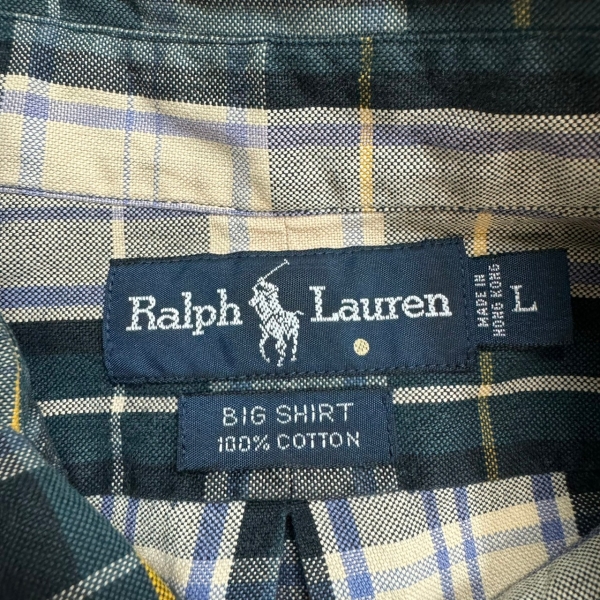 Ralph Lauren
MADE IN
HONG KONG
L
BIG SHIRT
100% COTTON